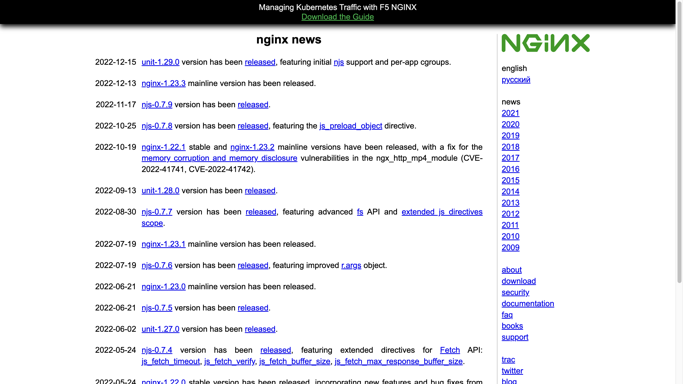 Managing Kubernetes Traffic with F5 NGINX
Download the Guide
nginx news
2022-12-15 unit-1.29.0 version has been released, featuring initial njs support and per-app cgroups.
2022-12-13 nginx-1.23.3 mainline version has been released.
2022-11-17 njs-0.7.9 version has been released.
2022-10-25 njs-0.7.8 version has been released, featuring the js_preload_object directive.
2022-10-19 nginx-1.22.1 stable and nginx-1.23.2 mainline versions have been released, with a fix for the
memory corruption and memory disclosure vulnerabilities in the ngx_http_mp4_module (CVE-
2022-41741, CVE-2022-41742).
2022-09-13 unit-1.28.0 version has been released.
2022-08-30 njs-0.7.7 version has been released, featuring advanced fs API and extended js directives
scope.
2022-07-19 nginx-1.23.1 mainline version has been released.
2022-07-19 njs-0.7.6 version has been released, featuring improved r.args object.
2022-06-21 nginx-1.23.0 mainline version has been released.
2022-06-21 njs-0.7.5 version has been released.
2022-06-02 unit-1.27.0 version has been released.
2022-05-24 njs-0.7.4 version has been released, featuring extended directives for Fetch API:
js_fetch_timeout, js_fetch_verify, js_fetch_buffer_size, js_fetch_max_response_buffer_size.
2022-05-24 nginx-1.22.0 stable version has been released, incorporating new features and bug fixes from
NGINX
english
русский
news
2021
2020
2019
2018
2017
2016
2015
2014
2013
2012
2011
2010
2009
about
download
security
documentation
faq
books
support
trac
twitter
blog